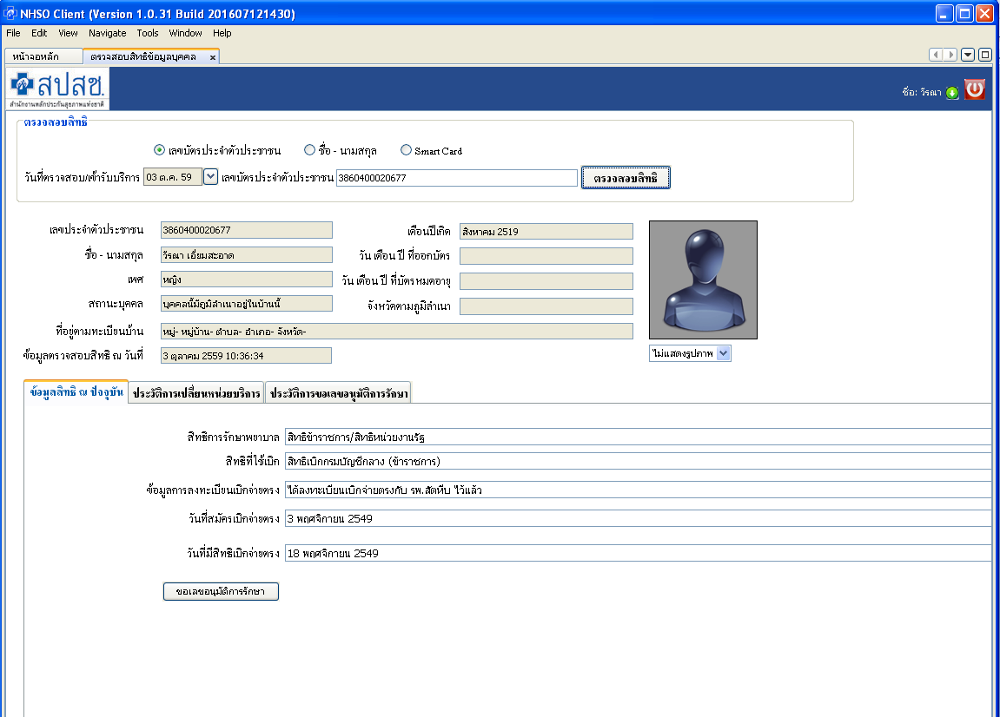 NHSO Client (Version 1.0.31 Build 201607121430)
File Edit View Navigate Tools Window Help
หน้าจอหลัก ตรวจสอบสิทธิข้อมูลบุคคล x
สปสช.
สำนักงานหลักประกันสุขภาพแห่งชาติ
ชื่อ: วีรณา
ตรวจสอบสิทธิ
เลขบัตรประจำตัวประชาชน ชื่อ - นามสกุล Smart Card
วันที่ตรวจสอบ/เข้ารับบริการ 03 ต.ค. 59 เลขบัตรประจำตัวประชาชน 3860400020677 ตรวจสอบสิทธิ
เลขประจำตัวประชาชน 3860400020677 เดือนปีเกิด สิงหาคม 2519
ชื่อ - นามสกุล วีรณา เอี่ยมสะอาด วัน เดือน ปี ที่ออกบัตร
เพศ หญิง วัน เดือน ปี ที่บัตรหมดอายุ
สถานะบุคคล บุคคลนี้มีภูมิลำเนาอยู่ในบ้านนี้ จังหวัดตามภูมิลำเนา
ที่อยู่ตามทะเบียนบ้าน หมู่- หมู่บ้าน- ตำบล- อำเภอ- จังหวัด-
ข้อมูลตรวจสอบสิทธิ ณ วันที่ 3 ตุลาคม 2559 10:36:34 ไม่แสดงรูปภาพ
ข้อมูลสิทธิ ณ ปัจจุบัน ประวัติการเปลี่ยนหน่วยบริการ ประวัติการขอเลขอนุมัติการรักษา
สิทธิการรักษาพยาบาล สิทธิข้าราชการ/สิทธิหน่วยงานรัฐ
สิทธิที่ใช้เบิก สิทธิเบิกกรมบัญชีกลาง (ข้าราชการ)
ข้อมูลการลงทะเบียนเบิกจ่ายตรง ได้ลงทะเบียนเบิกจ่ายตรงกับ รพ.สัตหีบ ไว้แล้ว
วันที่สมัครเบิกจ่ายตรง 3 พฤศจิกายน 2549
วันที่มีสิทธิเบิกจ่ายตรง 18 พฤศจิกายน 2549
ขอเลขอนุมัติการรักษา